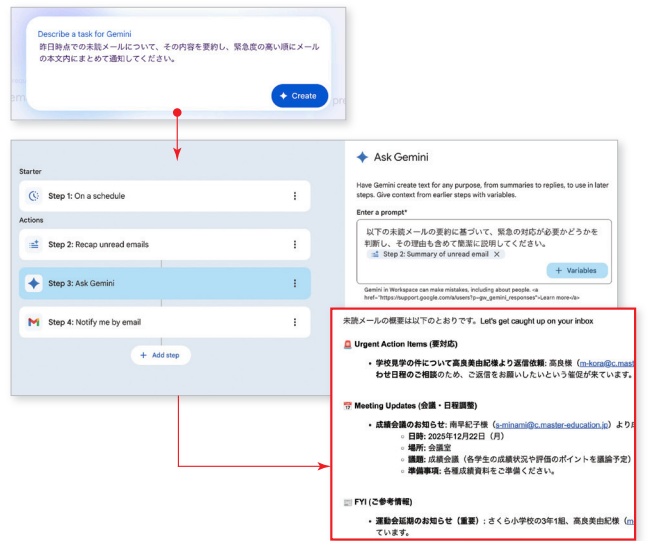 Describe a task for Gemini
昨日時点での未読メールについて、その内容を要約し、緊急度の高い順にメール
の本文内にまとめて通知してください。
Create
Starter
Step 1: On a schedule
Actions
Step 2: Recap unread emails
Step 3: Ask Gemini
Step 4: Notify me by email
+ Add step
Ask Gemini
Have Gemini create text for any purpose, from summaries to replies, to use in later
steps. Give context from earlier steps with variables.
Enter a prompt*
以下の未読メールの要約に基づいて、緊急の対応が必要かどうかを
判断し、その理由も含めて簡潔に説明してください。
Step 2: Summary of unread email ×
+ Variables
Gemini in Workspace can make mistakes, including about people. <a
href="https://support.google.com/a/users?p=gw_gemini_responses">Learn more</a>
未読メールの概要は以下のとおりです。Let's get caught up on your inbox
🚨 Urgent Action Items (要対応)
• 学校見学の件について高良美由紀様より返信依頼: 高良様（m-kora@c.mast
わせ日程のご相談のため、ご返信をお願いしたいという催促が来ています。
📅 Meeting Updates (会議・日程調整)
• 成績会議のお知らせ: 南早紀子様（s-minami@c.master-education.jp）より
○ 日時: 2025年12月22日（月）
○ 場所: 会議室
○ 議題: 成績会議（各学生の成績状況や評価のポイントを議論予定）
○ 準備事項: 各種成績資料をご準備ください。
📰 FYI (ご参考情報)
• 運動会延期のお知らせ（重要）: さくら小学校の3年1組、高良美由紀様（m
ています。